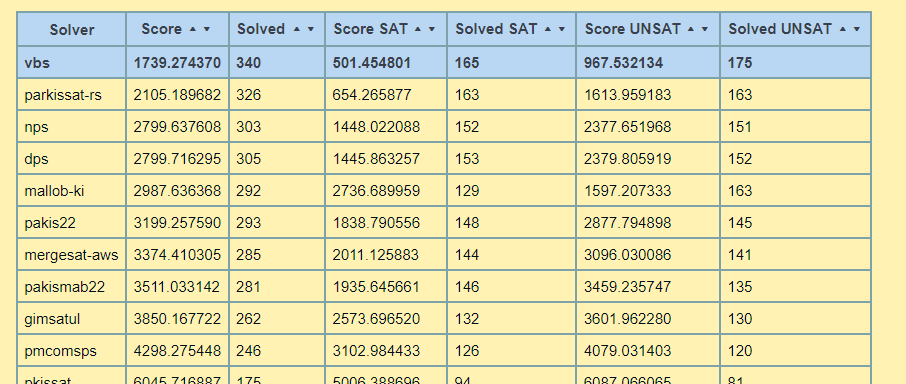 Solver Score ▲ ▼ Solved ▲ ▼ Score SAT ▲ ▼ Solved SAT ▲ ▼ Score UNSAT ▲ ▼ Solved UNSAT ▲ ▼
vbs 1739.274370 340 501.454801 165 967.532134 175
parkissat-rs 2105.189682 326 654.265877 163 1613.959183 163
nps 2799.637608 303 1448.022088 152 2377.651968 151
dps 2799.716295 305 1445.863257 153 2379.805919 152
mallob-ki 2987.636368 292 2736.689959 129 1597.207333 163
pakis22 3199.257590 293 1838.790556 148 2877.794898 145
mergesat-aws 3374.410305 285 2011.125883 144 3096.030086 141
pakismab22 3511.033142 281 1935.645661 146 3459.235747 135
gimsatul 3850.167722 262 2573.696520 132 3601.962280 130
pmcomsps 4298.275448 246 3102.984433 126 4079.031403 120
pkissat 6045.716887 175 5006.388696 94 6087.066065 81